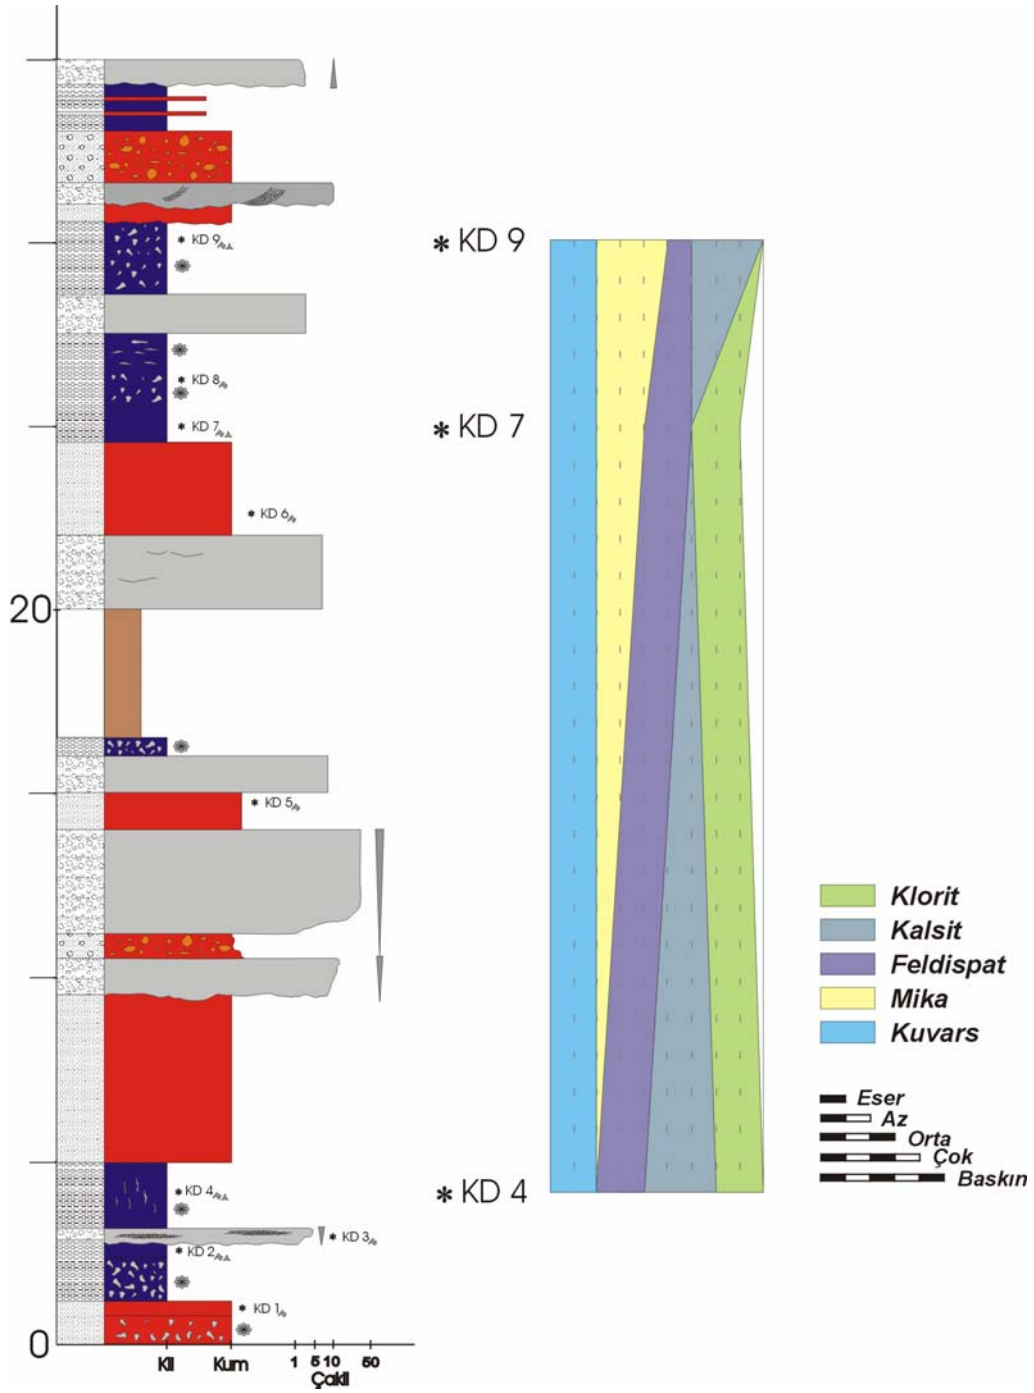 * KD 9
* KD 9
* KD 8
* KD 7
* KD 7
* KD 6
20
* KD 5
Klorit
Kalsit
Feldispat
Mika
Kuvars
Eser
Az
Orta
Çok
Baskın
* KD 4
* KD 4
* KD 3
* KD 2
* KD 1
0
Kil Kum 1 5 10 50
Çakıl